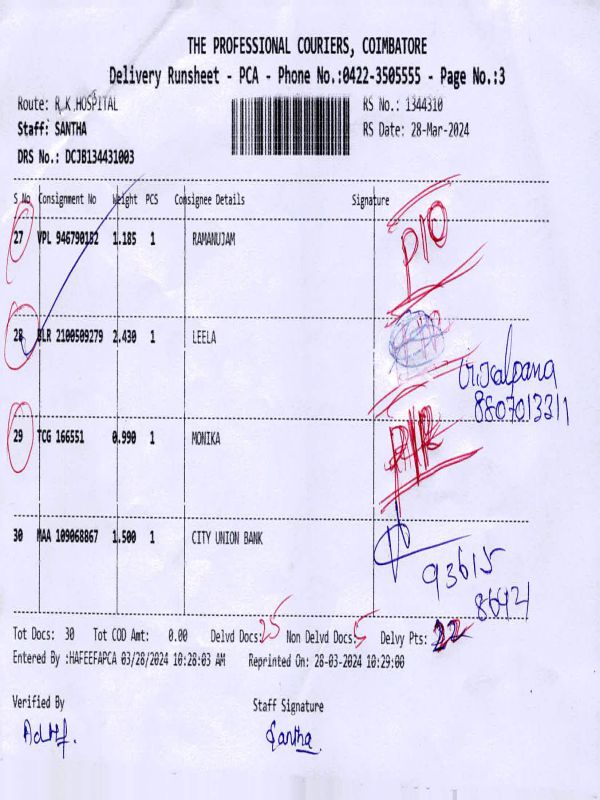 THE PROFESSIONAL COURIERS, COIMBATORE
Delivery Runsheet - PCA - Phone No.:0422-3505555 - Page No.:3
Route: R.K.HOSPITAL RS No.: 1344310
Staff: SANTHA RS Date: 28-Mar-2024
DRS No.: DCJB134431003
S No Consignment No Weight PCS Consignee Details Signature
27 VPL 946790152 1.185 1 RAMANUJAM P10
28 BLR 2100509279 2.430 1 LEELA
8807013211
29 TCG 166551 0.990 1 MONIKA
30 MAA 109068867 1.500 1 CITY UNION BANK
93615
86421
Tot Docs: 30 Tot COD Amt: 0.00 Delvd Docs: 25 Non Delvd Docs: 5 Delvy Pts: 22
Entered By :HAFEEFAPCA 03/28/2024 10:28:03 AM Reprinted On: 28-03-2024 10:29:00
Verified By Staff Signature
Santha